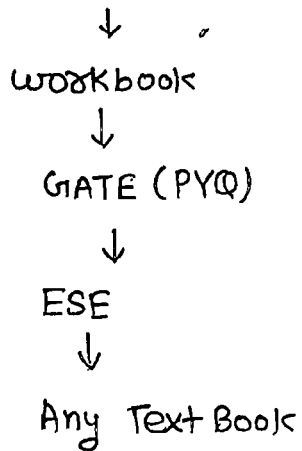 ↓
workbook
↓
GATE (PYQ)
↓
ESE
↓
Any Text Book